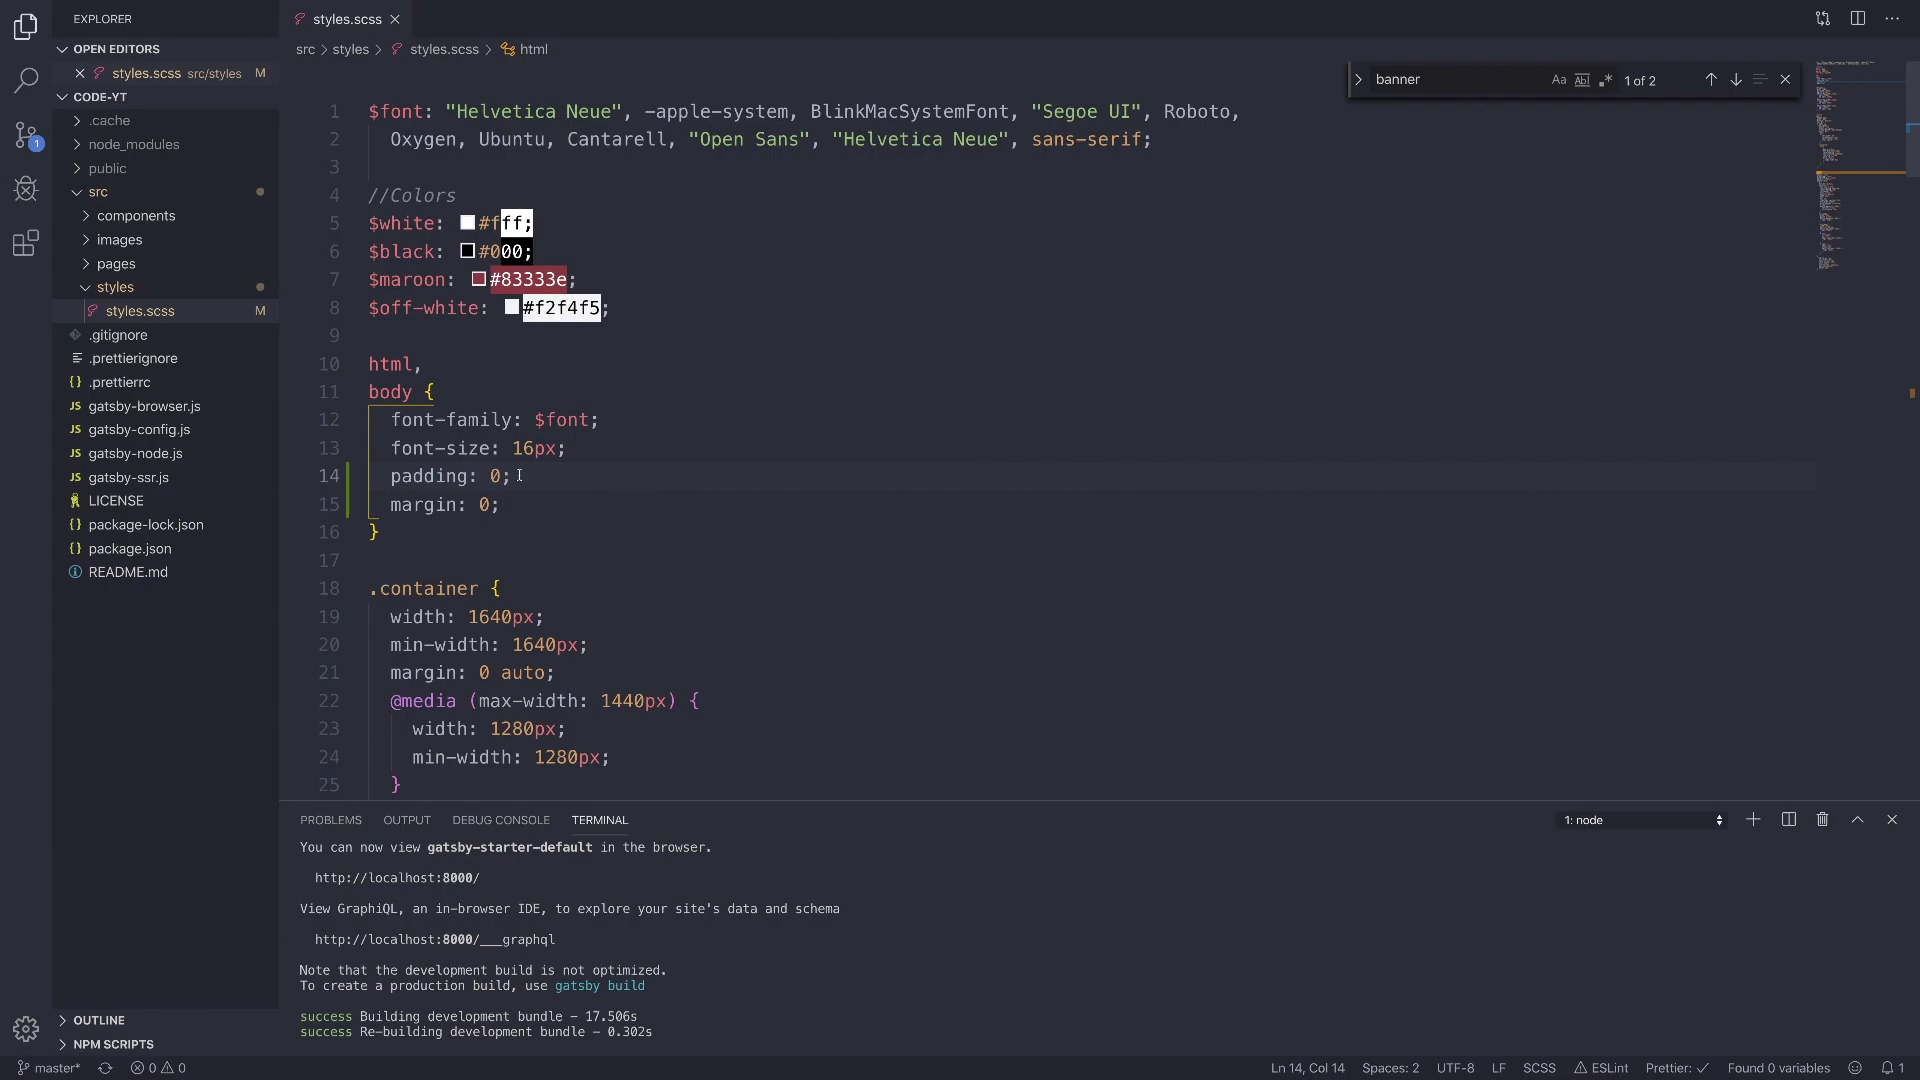 EXPLORER
OPEN EDITORS
styles.scss src/styles M
CODE-YT
.cache
node_modules
public
src
components
images
pages
styles
styles.scss M
.gitignore
.prettierignore
.prettierrc
gatsby-browser.js
gatsby-config.js
gatsby-node.js
gatsby-ssr.js
LICENSE
package-lock.json
package.json
README.md
OUTLINE
NPM SCRIPTS
1
styles.scss
src > styles > styles.scss > html
banner Aa Abl .* 1 of 2
1 $font: "Helvetica Neue", -apple-system, BlinkMacSystemFont, "Segoe UI", Roboto,
2 Oxygen, Ubuntu, Cantarell, "Open Sans", "Helvetica Neue", sans-serif;
3
4 //Colors
5 $white: #fff;
6 $black: #000;
7 $maroon: #83333e;
8 $off-white: #f2f4f5;
9
10 html,
11 body {
12 font-family: $font;
13 font-size: 16px;
14 padding: 0;
15 margin: 0;
16 }
17
18 .container {
19 width: 1640px;
20 min-width: 1640px;
21 margin: 0 auto;
22 @media (max-width: 1440px) {
23 width: 1280px;
24 min-width: 1280px;
25 }
PROBLEMS OUTPUT DEBUG CONSOLE TERMINAL 1: node
You can now view gatsby-starter-default in the browser.
http://localhost:8000/
View GraphiQL, an in-browser IDE, to explore your site's data and schema
http://localhost:8000/___graphql
Note that the development build is not optimized.
To create a production build, use gatsby build
success Building development bundle - 17.506s
success Re-building development bundle - 0.302s
master* 0 0 Ln 14, Col 14 Spaces: 2 UTF-8 LF SCSS ESLint Prettier: ✓ Found 0 variables 1